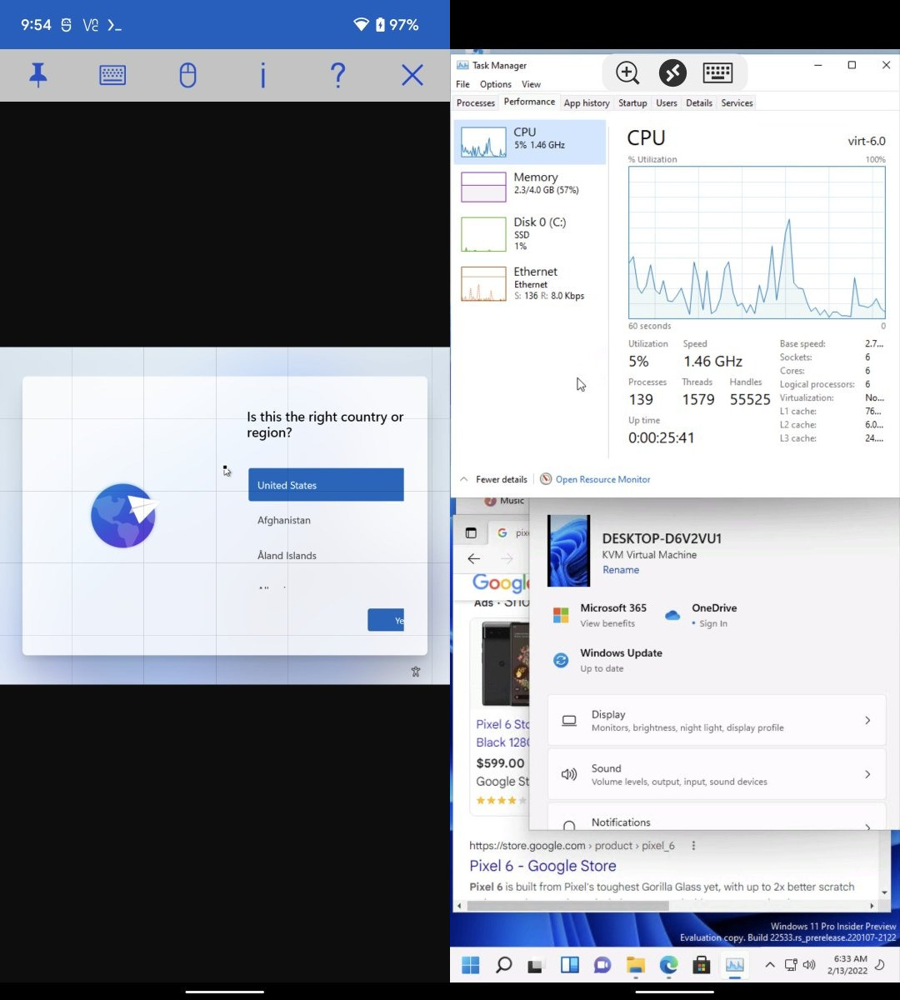 9:54
97%
Is this the right country or
region?
United States
Afghanistan
Åland Islands
Ye
Task Manager
File Options View
Processes Performance App history Startup Users Details Services
CPU
5% 1.46 GHz
Memory
2.3/4.0 GB (57%)
Disk 0 (C:)
SSD
1%
Ethernet
Ethernet
S: 136 R: 8.0 Kbps
CPU virt-6.0
% Utilization 100%
60 seconds 0
Utilization Speed
5% 1.46 GHz
Processes Threads Handles
139 1579 55525
Up time
0:00:25:41
Base speed: 2.7...
Sockets: 6
Cores: 6
Logical processors: 6
Virtualization: No...
L1 cache: 76...
L2 cache: 6.0...
L3 cache: 24....
Fewer details Open Resource Monitor
Music
G pix
Google
Ads · Sho
Pixel 6 Sto
Black 128G
$599.00
Google St
DESKTOP-D6V2VU1
KVM Virtual Machine
Rename
Microsoft 365
View benefits
OneDrive
• Sign In
Windows Update
Up to date
Display
Monitors, brightness, night light, display profile
Sound
Volume levels, output, input, sound devices
Notifications
https://store.google.com › product › pixel_6
Pixel 6 - Google Store
Pixel 6 is built from Pixel's toughest Gorilla Glass yet, with up to 2x better scratch
Windows 11 Pro Insider Preview
Evaluation copy. Build 22533.rs_prerelease.220107-2122
6:33 AM
2/13/2022